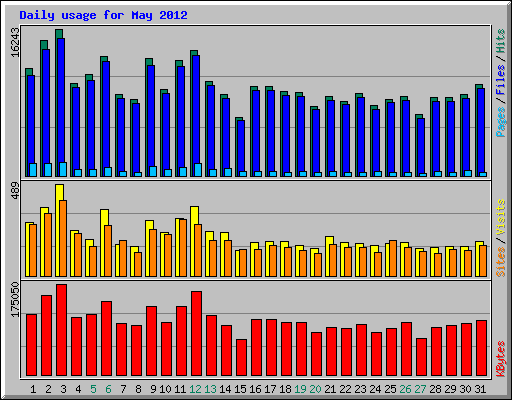 Daily usage for May 2012
16243
Pages / Files / Hits
489
Sites / Visits
175050
KBytes
1 2 3 4 5 6 7 8 9 10 11 12 13 14 15 16 17 18 19 20 21 22 23 24 25 26 27 28 29 30 31